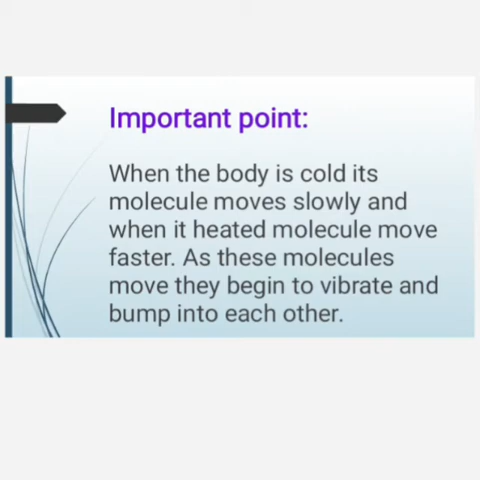 Important point:
When the body is cold its
molecule moves slowly and
when it heated molecule move
faster. As these molecules
move they begin to vibrate and
bump into each other.